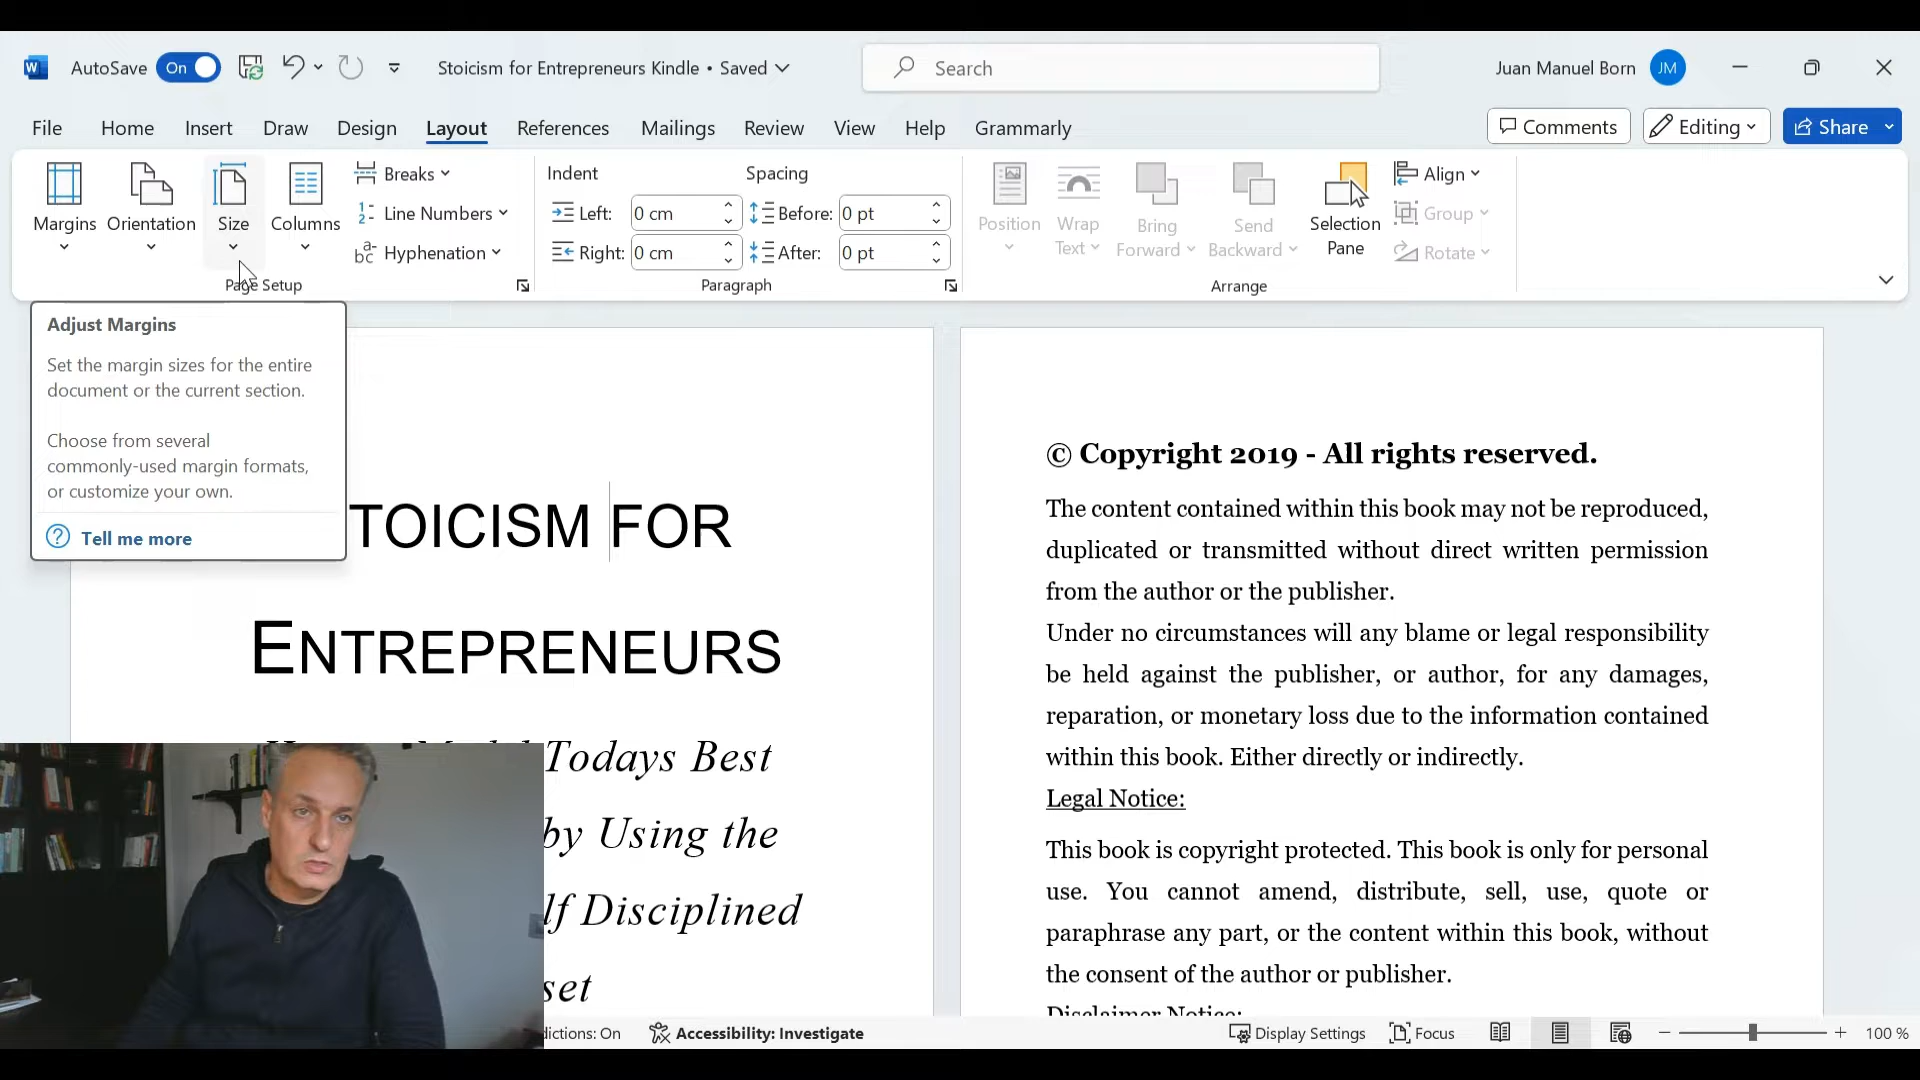 AutoSave On Stoicism for Entrepreneurs Kindle • Saved Search Juan Manuel Born JM
File Home Insert Draw Design Layout References Mailings Review View Help Grammarly Comments Editing Share
Margins Orientation Size Columns
Breaks
Line Numbers
Hyphenation
Page Setup
Indent Spacing
Left: 0 cm Before: 0 pt
Right: 0 cm After: 0 pt
Paragraph
Position Wrap Text Bring Forward Send Backward Selection Pane
Align
Group
Rotate
Arrange
Adjust Margins
Set the margin sizes for the entire
document or the current section.
Choose from several
commonly-used margin formats,
or customize your own.
Tell me more
TOICISM FOR
ENTREPRENEURS
Todays Best
by Using the
lf Disciplined
set
© Copyright 2019 - All rights reserved.
The content contained within this book may not be reproduced,
duplicated or transmitted without direct written permission
from the author or the publisher.
Under no circumstances will any blame or legal responsibility
be held against the publisher, or author, for any damages,
reparation, or monetary loss due to the information contained
within this book. Either directly or indirectly.
Legal Notice:
This book is copyright protected. This book is only for personal
use. You cannot amend, distribute, sell, use, quote or
paraphrase any part, or the content within this book, without
the consent of the author or publisher.
Disclaimer Notice:
dictions: On Accessibility: Investigate Display Settings Focus 100 %